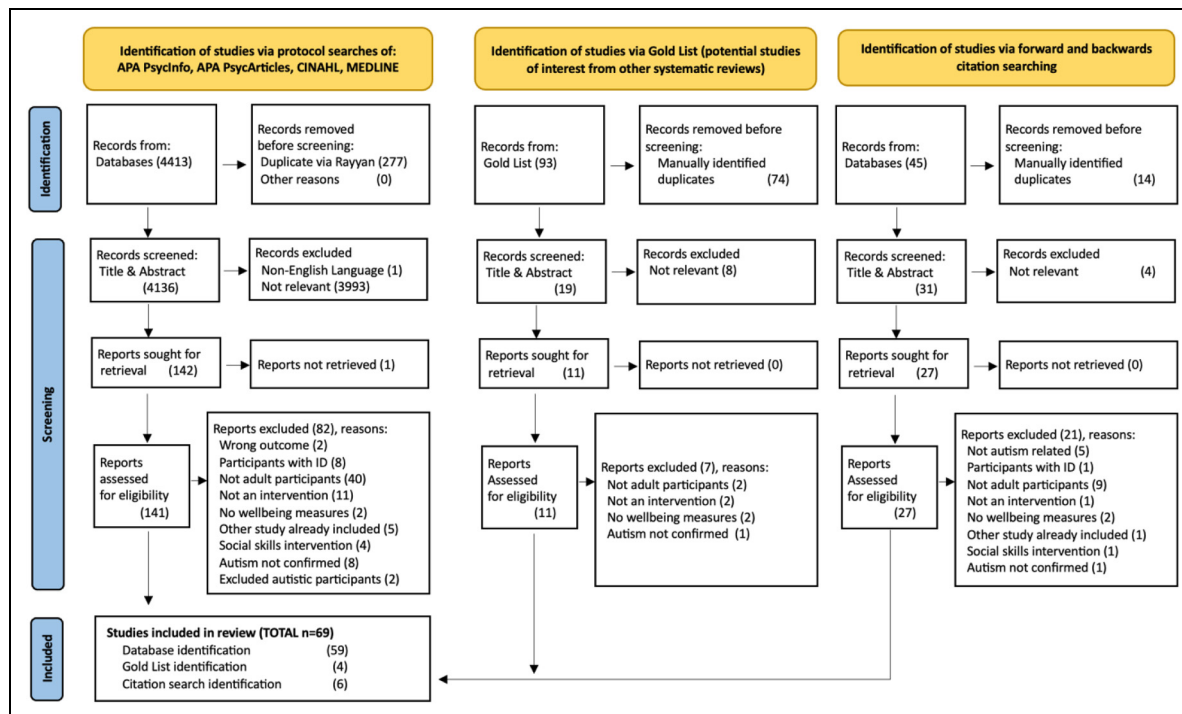 Identification of studies via protocol searches of:
APA PsycInfo, APA PsycArticles, CINAHL, MEDLINE
Identification of studies via Gold List (potential studies
of interest from other systematic reviews)
Identification of studies via forward and backwards
citation searching
Identification
Records from:
Databases (4413)
Records removed
before screening:
Duplicate via Rayyan (277)
Other reasons (0)
Records from:
Gold List (93)
Records removed before
screening:
Manually identified
duplicates (74)
Records from:
Databases (45)
Records removed before
screening:
Manually identified
duplicates (14)
Screening
Records screened:
Title & Abstract
(4136)
Records excluded
Non-English Language (1)
Not relevant (3993)
Records screened:
Title & Abstract
(19)
Records excluded
Not relevant (8)
Records screened:
Title & Abstract
(31)
Records excluded
Not relevant (4)
Reports sought for
retrieval (142)
Reports not retrieved (1)
Reports sought for
retrieval (11)
Reports not retrieved (0)
Reports sought for
retrieval (27)
Reports not retrieved (0)
Reports
assessed
for eligibility
(141)
Reports excluded (82), reasons:
Wrong outcome (2)
Participants with ID (8)
Not adult participants (40)
Not an intervention (11)
No wellbeing measures (2)
Other study already included (5)
Social skills intervention (4)
Autism not confirmed (8)
Excluded autistic participants (2)
Reports
Assessed
for eligibility
(11)
Reports excluded (7), reasons:
Not adult participants (2)
Not an intervention (2)
No wellbeing measures (2)
Autism not confirmed (1)
Reports
Assessed
for eligibility
(27)
Reports excluded (21), reasons:
Not autism related (5)
Participants with ID (1)
Not adult participants (9)
Not an intervention (1)
No wellbeing measures (2)
Other study already included (1)
Social skills intervention (1)
Autism not confirmed (1)
Included
Studies included in review (TOTAL n=69)
Database identification (59)
Gold List identification (4)
Citation search identification (6)